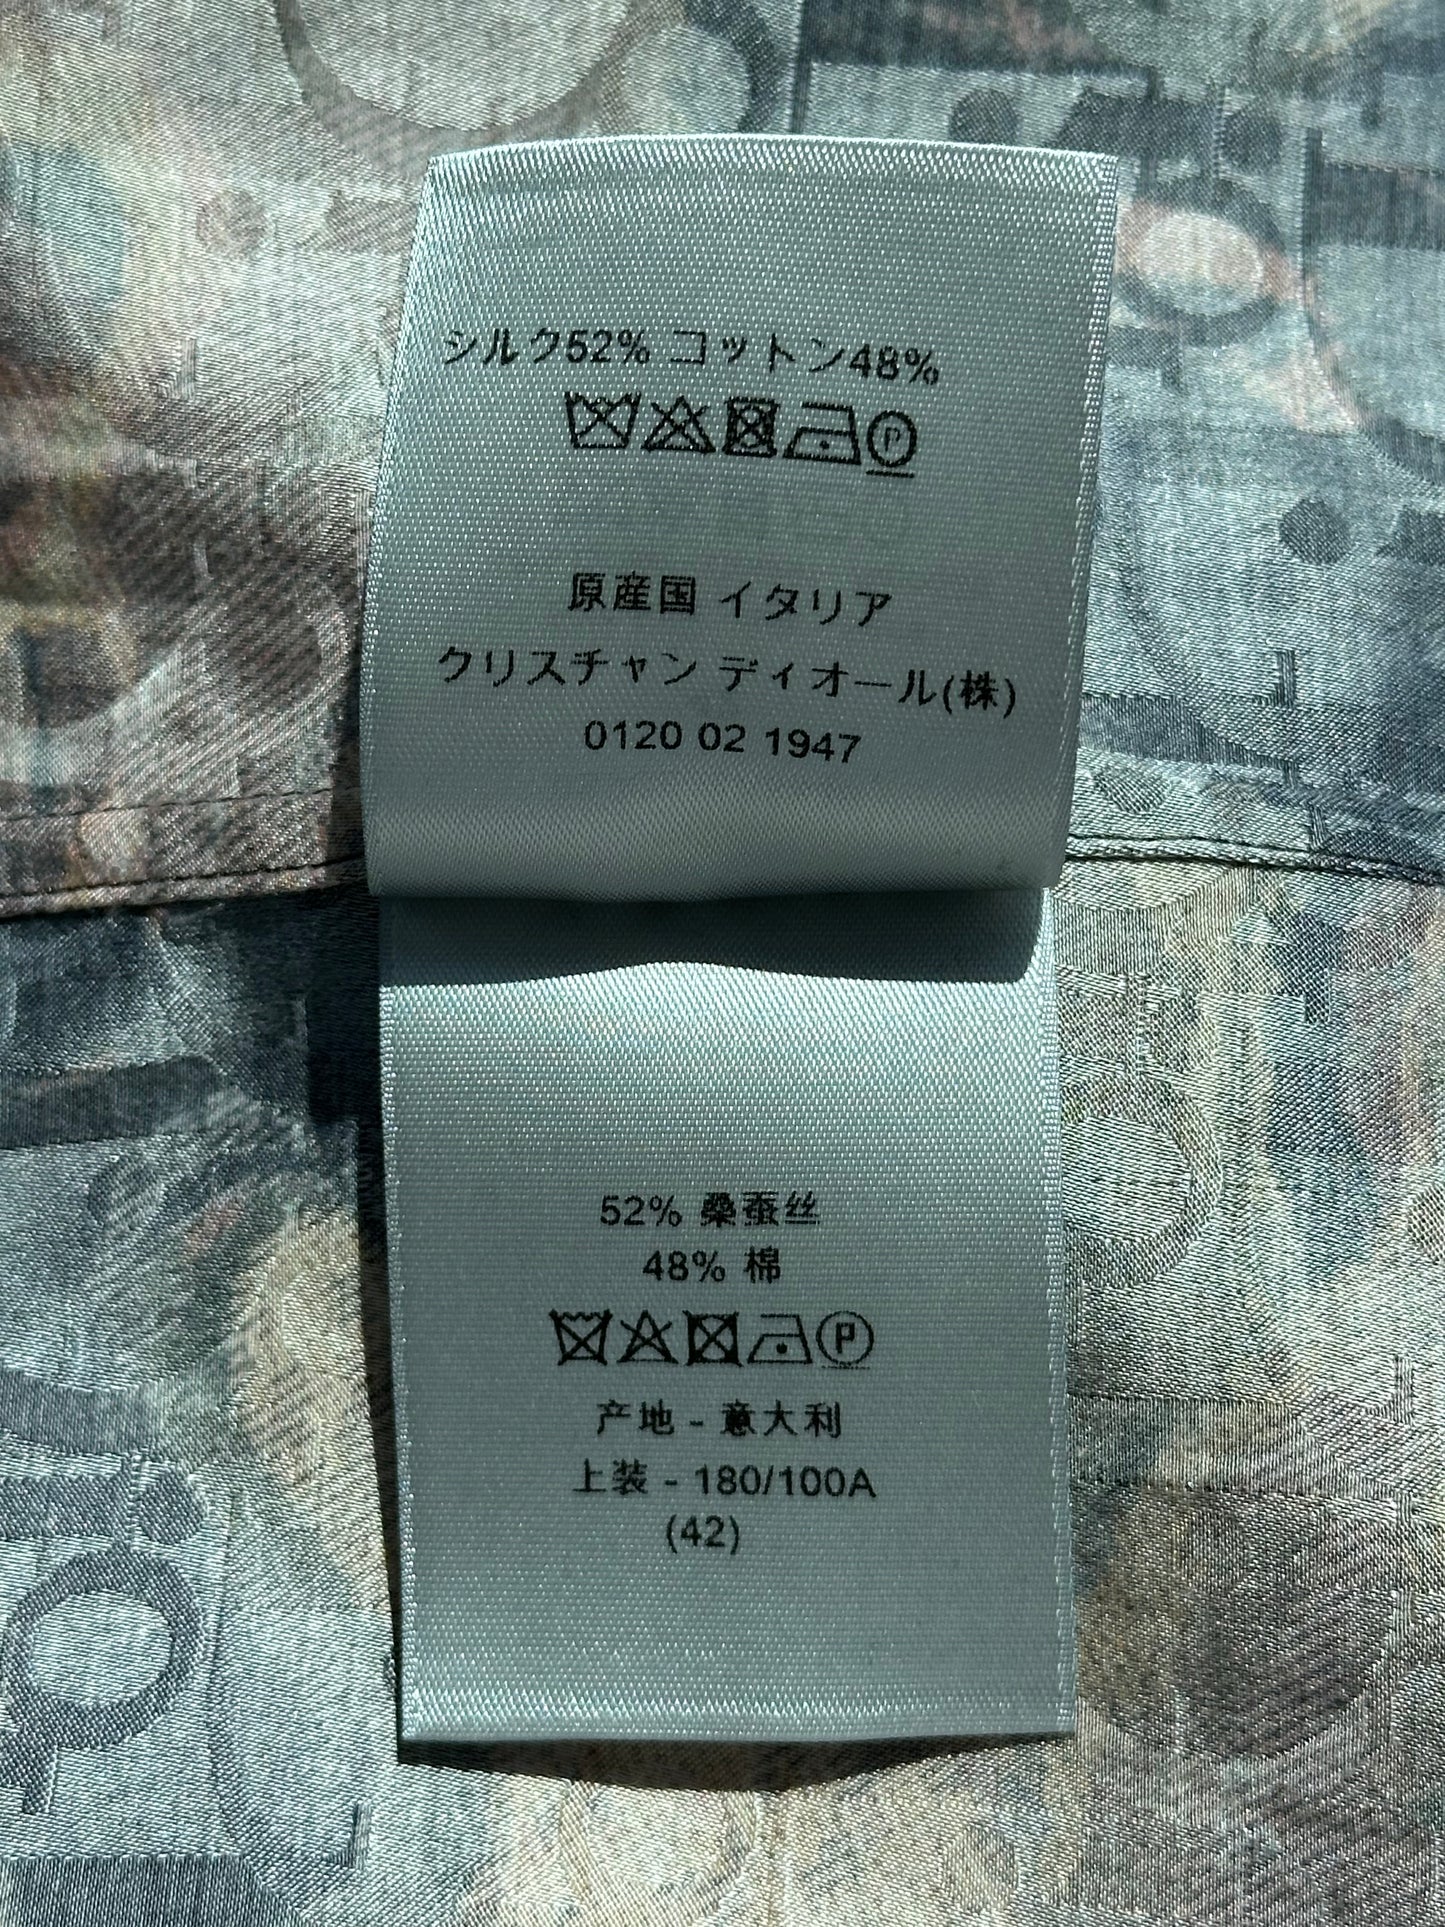 シルク52% コットン48%
P
原産国 イタリア
クリスチャン ディオール(株)
0120 02 1947
52% 桑蚕丝
48% 棉
P
产地 - 意大利
上装 - 180/100A
(42)